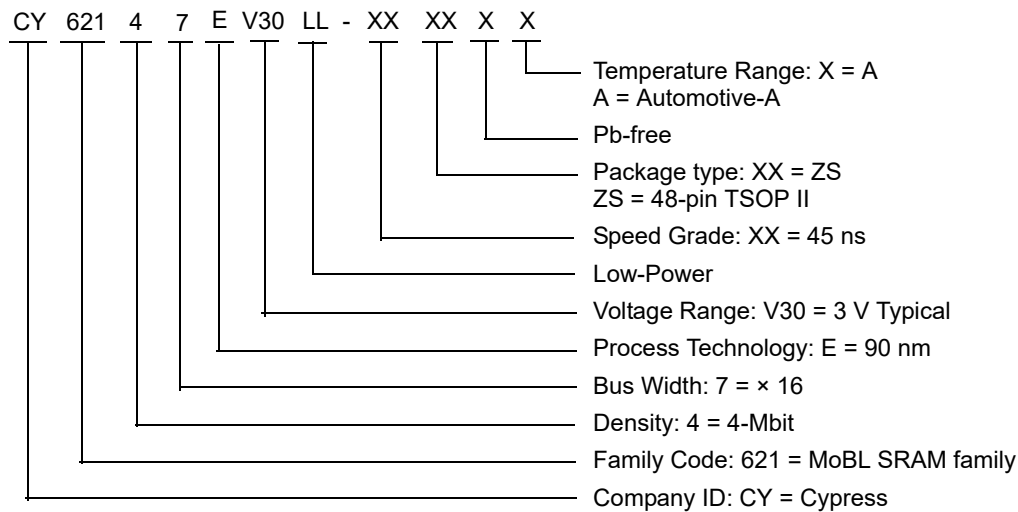 CY 621 4 7 E V30 LL - XX XX X X
Temperature Range: X = A
A = Automotive-A
Pb-free
Package type: XX = ZS
ZS = 48-pin TSOP II
Speed Grade: XX = 45 ns
Low-Power
Voltage Range: V30 = 3 V Typical
Process Technology: E = 90 nm
Bus Width: 7 = × 16
Density: 4 = 4-Mbit
Family Code: 621 = MoBL SRAM family
Company ID: CY = Cypress